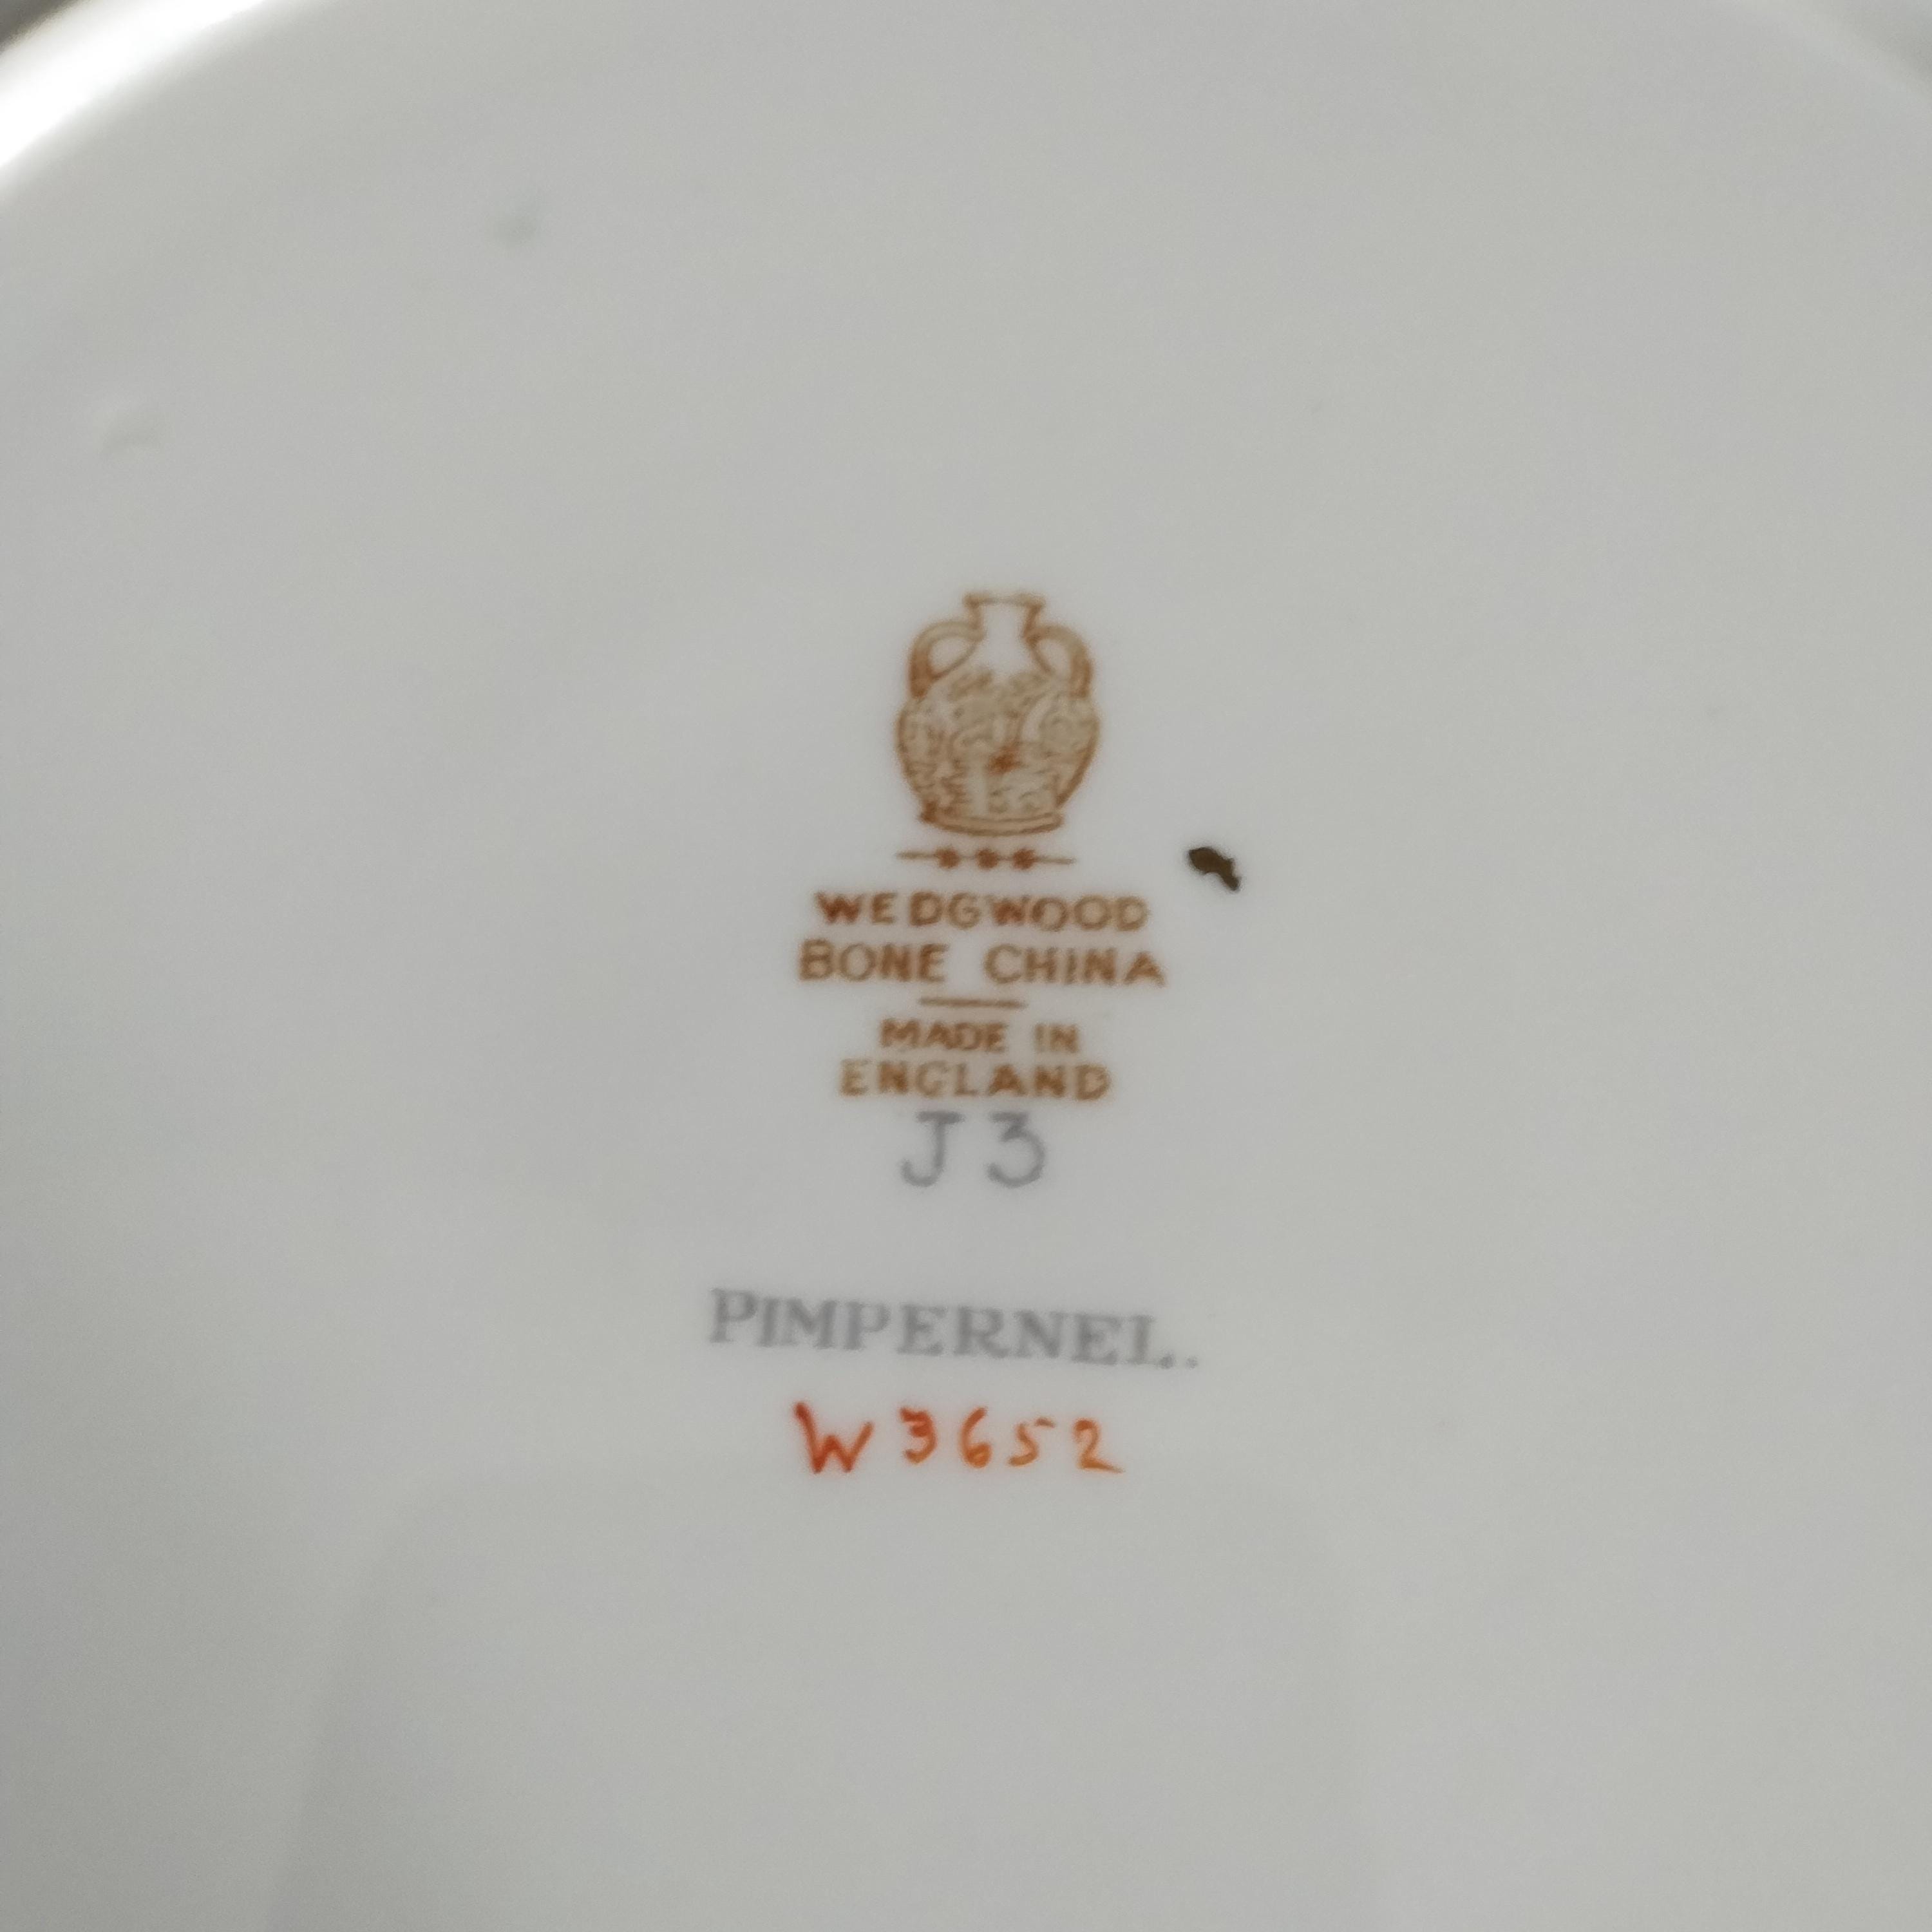 WEDGWOOD
BONE CHINA
MADE IN
ENGLAND
J3
PIMPERNEL.
W3652